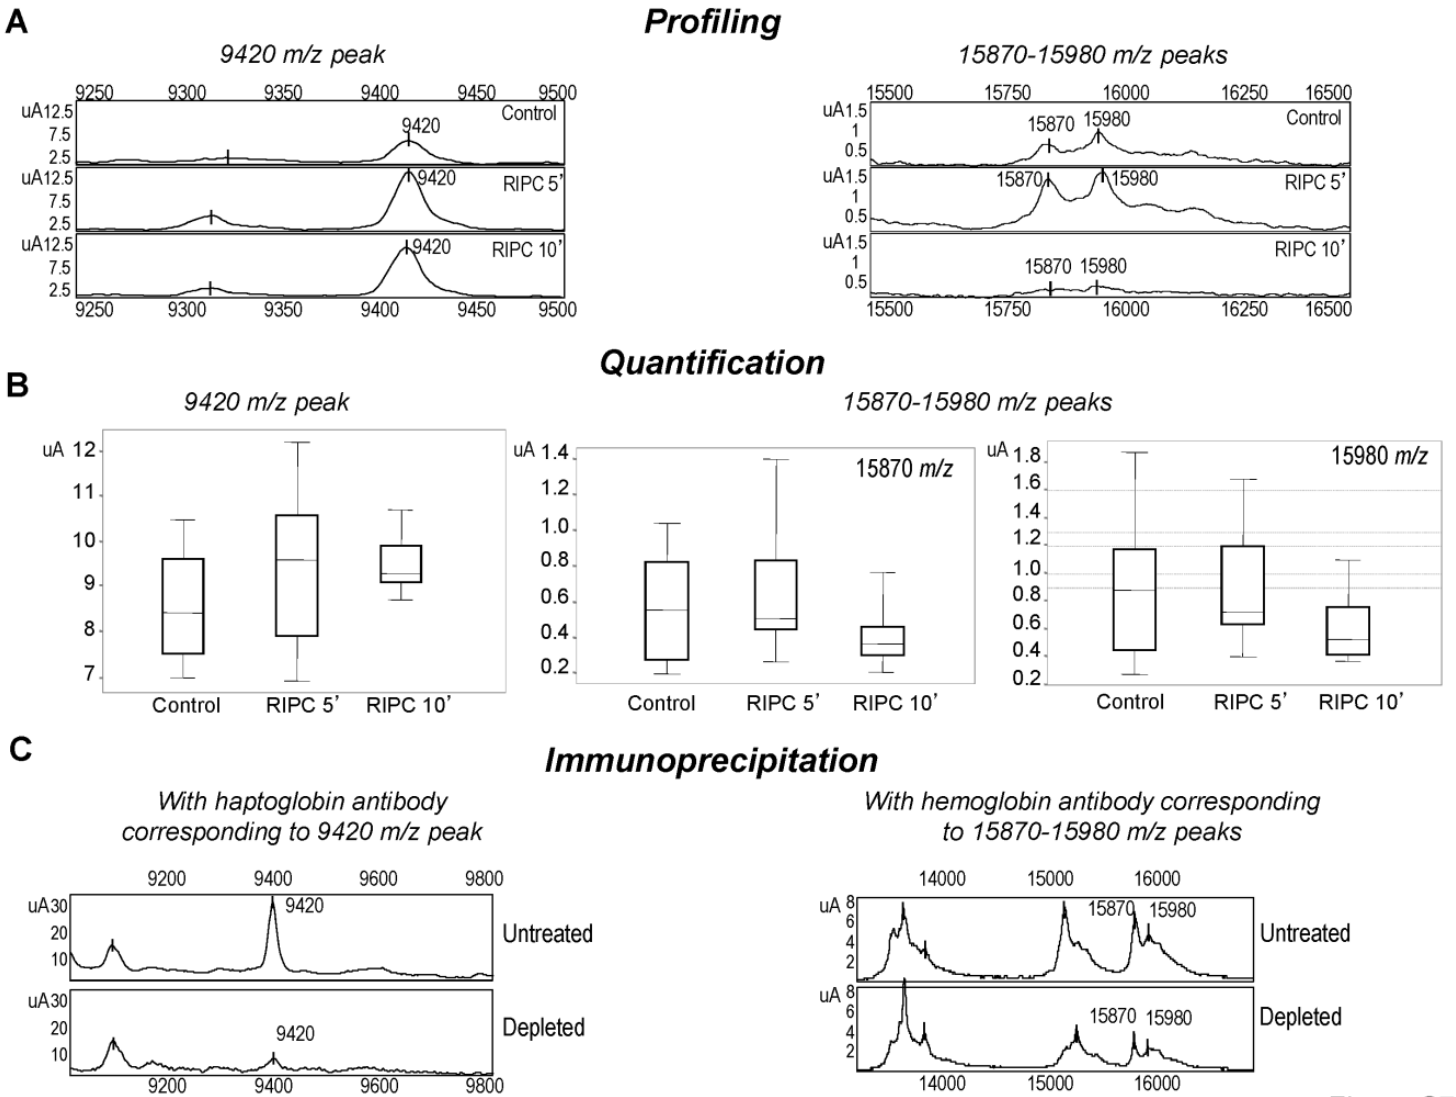 A
Profiling
9420 m/z peak
15870-15980 m/z peaks
9250 9300 9350 9400 9450 9500
15500 15750 16000 16250 16500
uA12.5
7.5
2.5
9420
Control
uA1.5
1
0.5
15870 15980
Control
uA12.5
7.5
2.5
9420
RIPC 5’
uA1.5
1
0.5
15870 15980
RIPC 5’
uA12.5
7.5
2.5
9420
RIPC 10’
uA1.5
1
0.5
15870 15980
RIPC 10’
9250 9300 9350 9400 9450 9500
15500 15750 16000 16250 16500
B
Quantification
9420 m/z peak
15870-15980 m/z peaks
uA 12
11
10
9
8
7
Control RIPC 5’ RIPC 10’
uA 1.4
1.2
1.0
0.8
0.6
0.4
0.2
15870 m/z
Control RIPC 5’ RIPC 10’
uA 1.8
1.6
1.4
1.2
1.0
0.8
0.6
0.4
0.2
15980 m/z
Control RIPC 5’ RIPC 10’
C
Immunoprecipitation
With haptoglobin antibody
corresponding to 9420 m/z peak
With hemoglobin antibody corresponding
to 15870-15980 m/z peaks
9200 9400 9600 9800
uA30
20
10
9420
Untreated
uA30
20
10
9420
Depleted
9200 9400 9600 9800
14000 15000 16000
uA 8
6
4
2
15870 15980
Untreated
uA 8
6
4
2
15870 15980
Depleted
14000 15000 16000